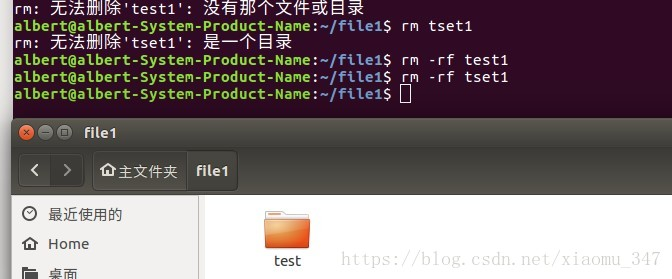 rm: 无法删除'test1': 没有那个文件或目录
albert@albert-System-Product-Name:~/file1$ rm tset1
rm: 无法删除'tset1': 是一个目录
albert@albert-System-Product-Name:~/file1$ rm -rf test1
albert@albert-System-Product-Name:~/file1$ rm -rf tset1
albert@albert-System-Product-Name:~/file1$
file1
主文件夹 file1
最近使用的
Home
桌面
test
https://blog.csdn.net/xiaomu_347